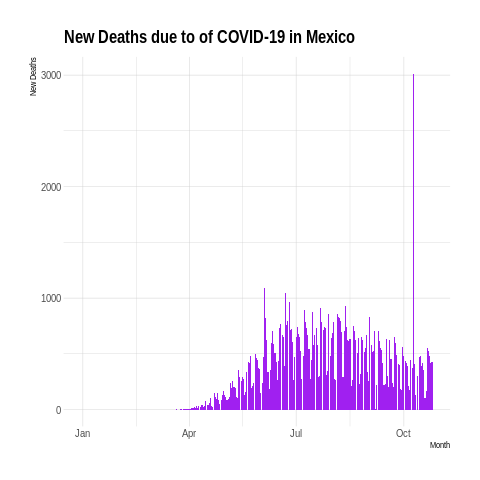 New Deaths due to of COVID-19 in Mexico
New Deaths
3000
2000
1000
0
Jan Apr Jul Oct
Month